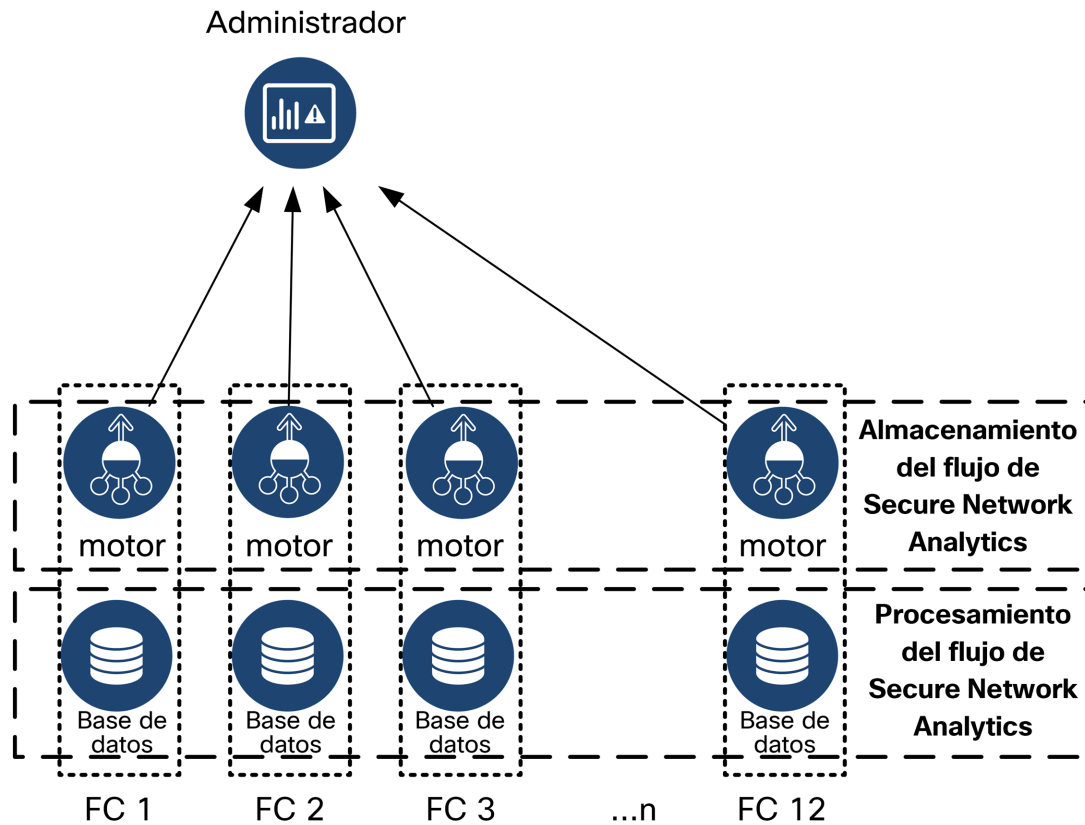 Administrador
motor
motor
motor
motor
Almacenamiento
del flujo de
Secure Network
Analytics
Base de
datos
Base de
datos
Base de
datos
Base de
datos
Procesamiento
del flujo de
Secure Network
Analytics
FC 1
FC 2
FC 3
...n
FC 12